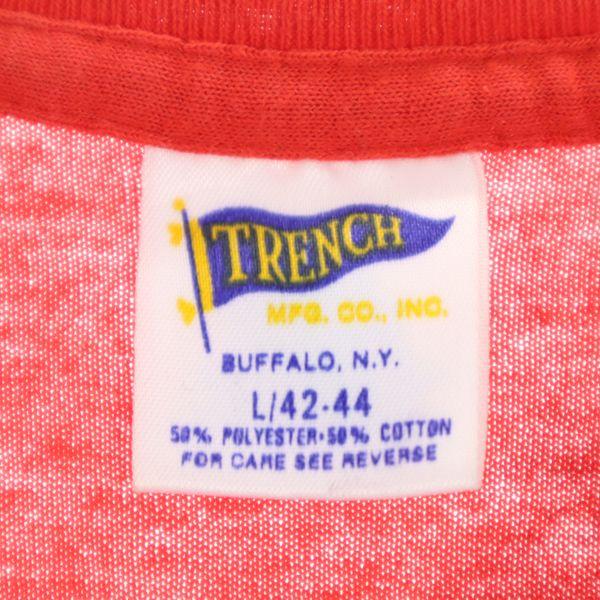 TRENCH
MFG. CO., INC.
BUFFALO, N.Y.
L/42-44
50% POLYESTER·50% COTTON
FOR CARE SEE REVERSE